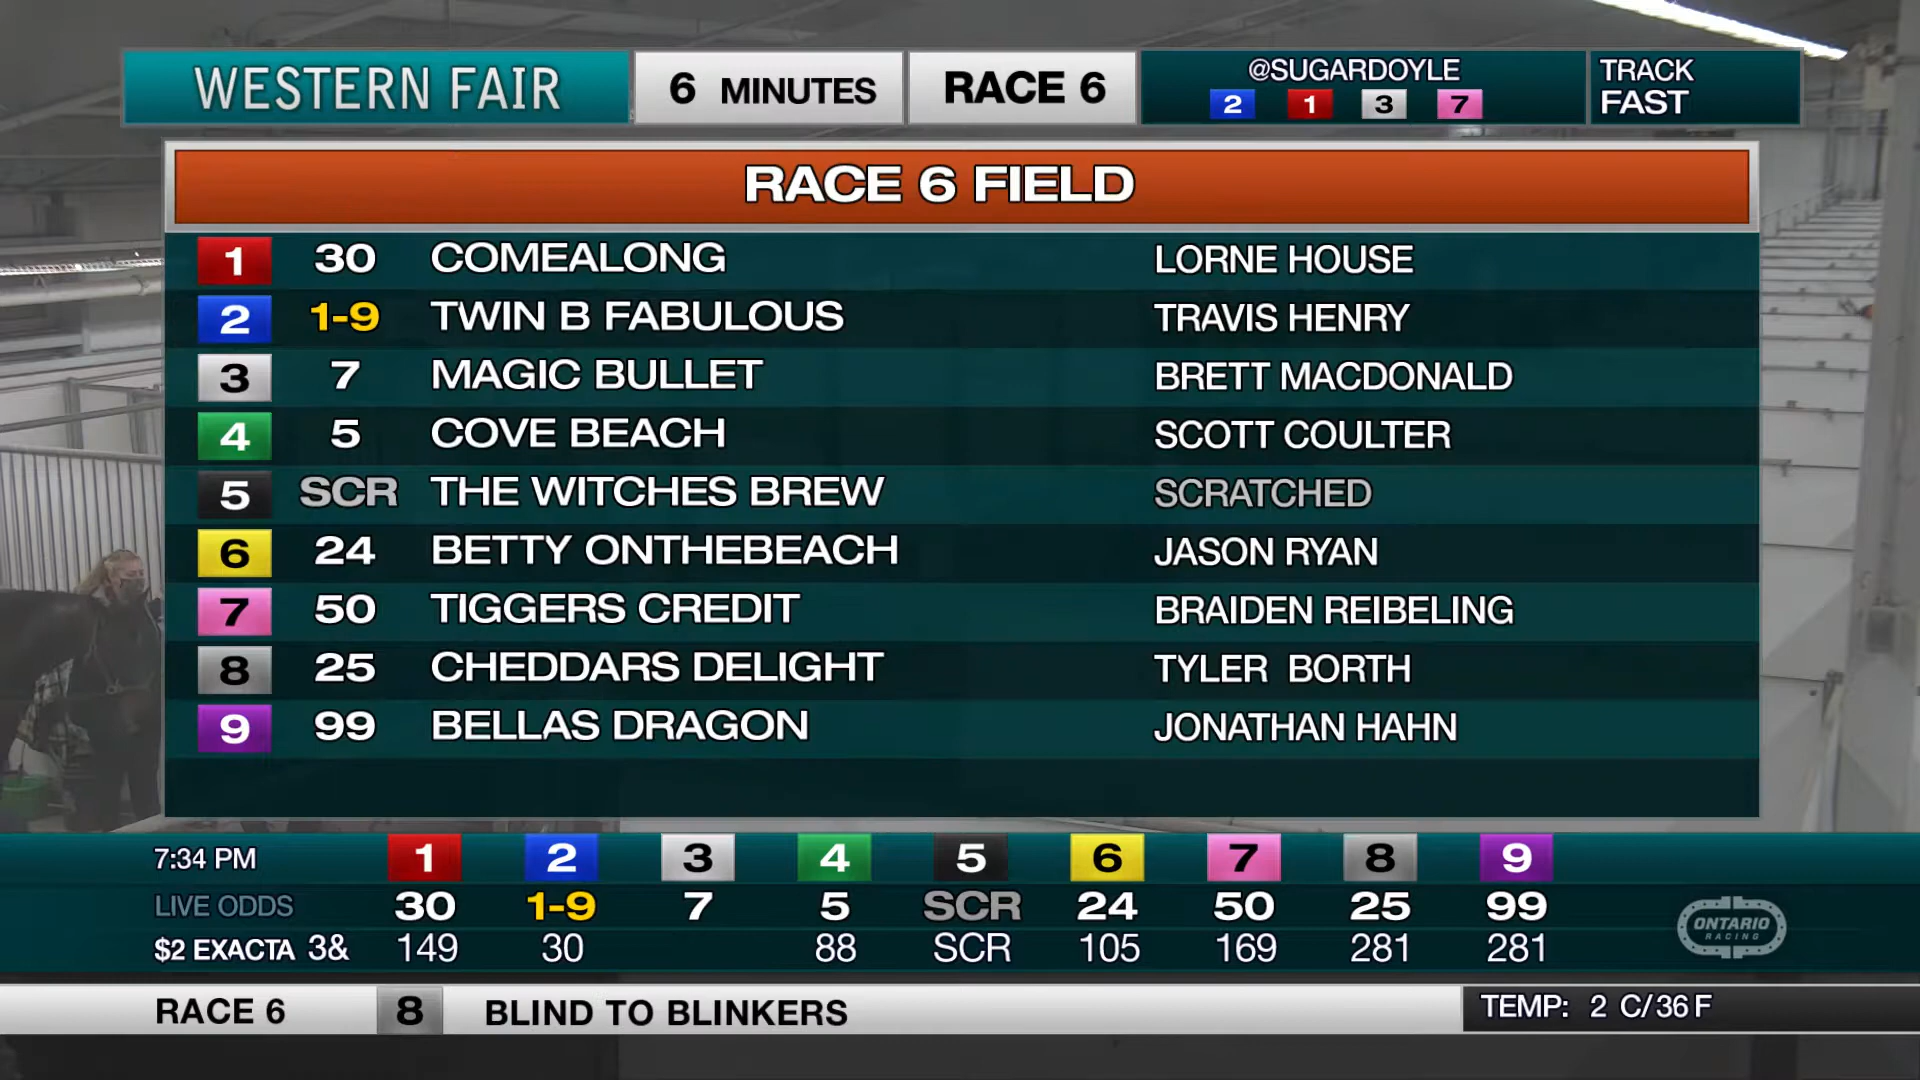 WESTERN FAIR
6 MINUTES
RACE 6
@SUGARDOYLE
2 1 3 7
TRACK
FAST
RACE 6 FIELD
1 30 COMEALONG LORNE HOUSE
2 1-9 TWIN B FABULOUS TRAVIS HENRY
3 7 MAGIC BULLET BRETT MACDONALD
4 5 COVE BEACH SCOTT COULTER
5 SCR THE WITCHES BREW SCRATCHED
6 24 BETTY ONTHEBEACH JASON RYAN
7 50 TIGGERS CREDIT BRAIDEN REIBELING
8 25 CHEDDARS DELIGHT TYLER BORTH
9 99 BELLAS DRAGON JONATHAN HAHN
7:34 PM 1 2 3 4 5 6 7 8 9
LIVE ODDS 30 1-9 7 5 SCR 24 50 25 99
$2 EXACTA 3& 149 30 88 SCR 105 169 281 281
ONTARIO
RACING
RACE 6 8 BLIND TO BLINKERS
TEMP: 2 C/36 F